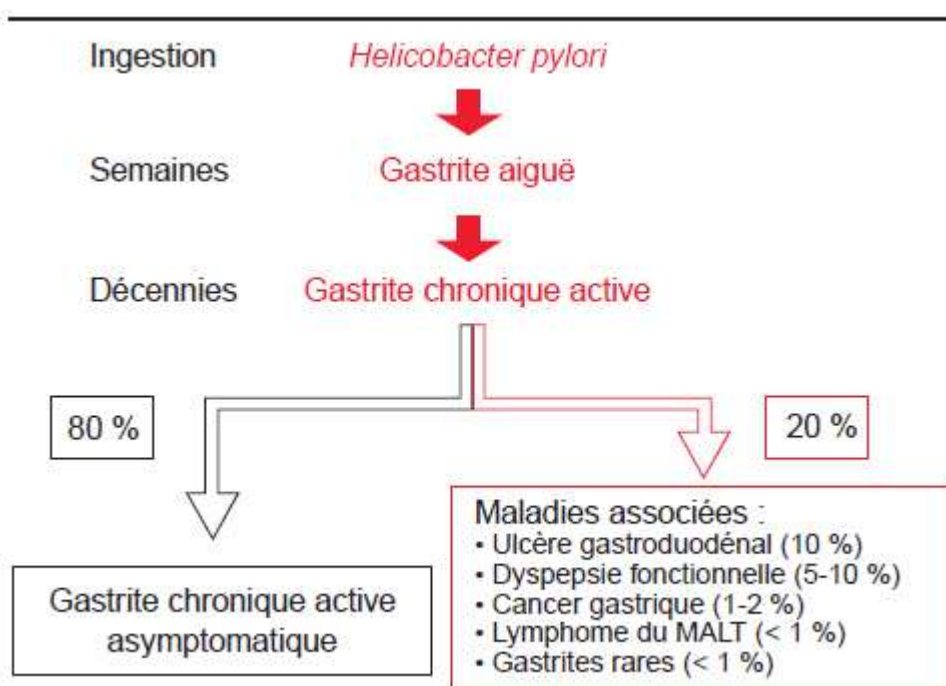 Ingestion Helicobacter pylori
Semaines Gastrite aiguë
Décennies Gastrite chronique active
80 % 20 %
Gastrite chronique active
asymptomatique
Maladies associées :
• Ulcère gastroduodénal (10 %)
• Dyspepsie fonctionnelle (5-10 %)
• Cancer gastrique (1-2 %)
• Lymphome du MALT (< 1 %)
• Gastrites rares (< 1 %)